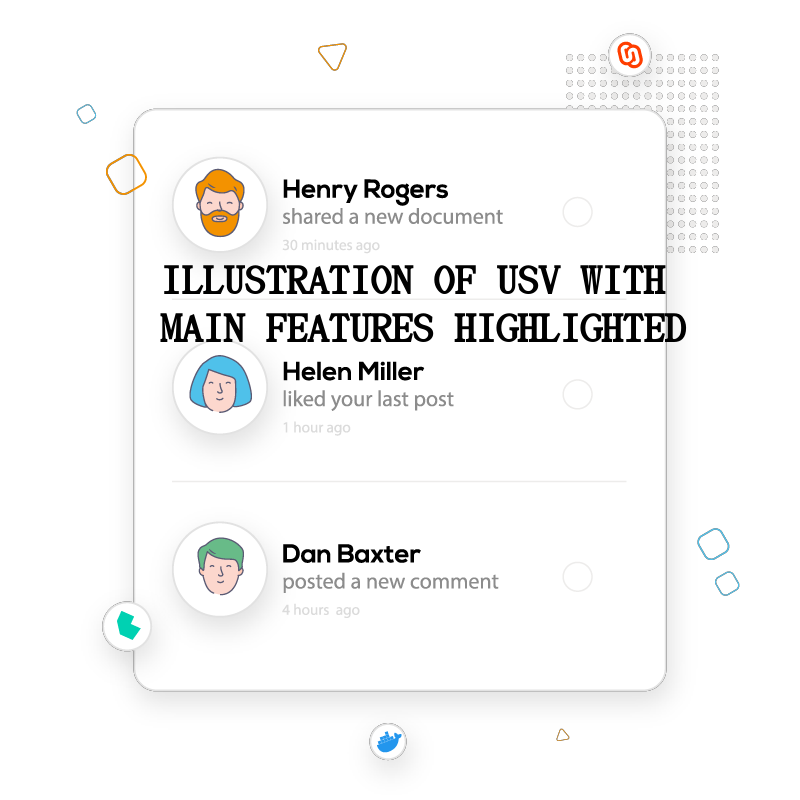 Henry Rogers
shared a new document
30 minutes ago
ILLUSTRATION OF USV WITH
MAIN FEATURES HIGHLIGHTED
Helen Miller
liked your last post
1 hour ago
Dan Baxter
posted a new comment
4 hours ago